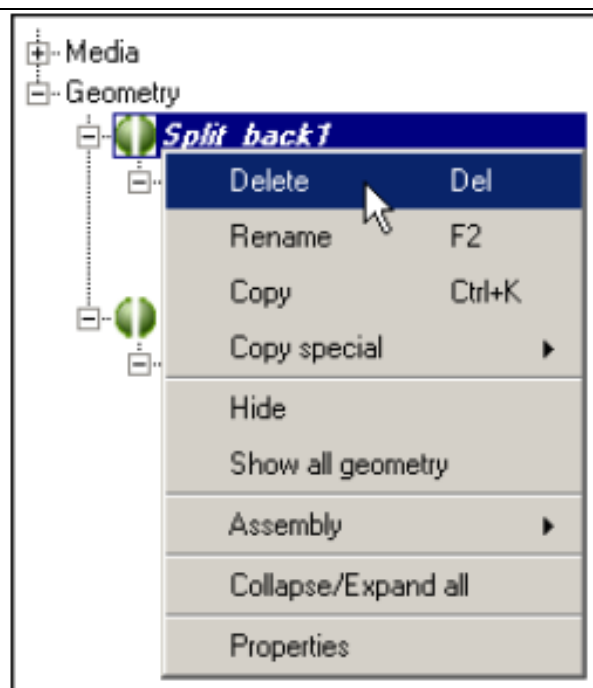 Media
Geometry
Split_back1
Delete Del
Rename F2
Copy Ctrl+K
Copy special
Hide
Show all geometry
Assembly
Collapse/Expand all
Properties